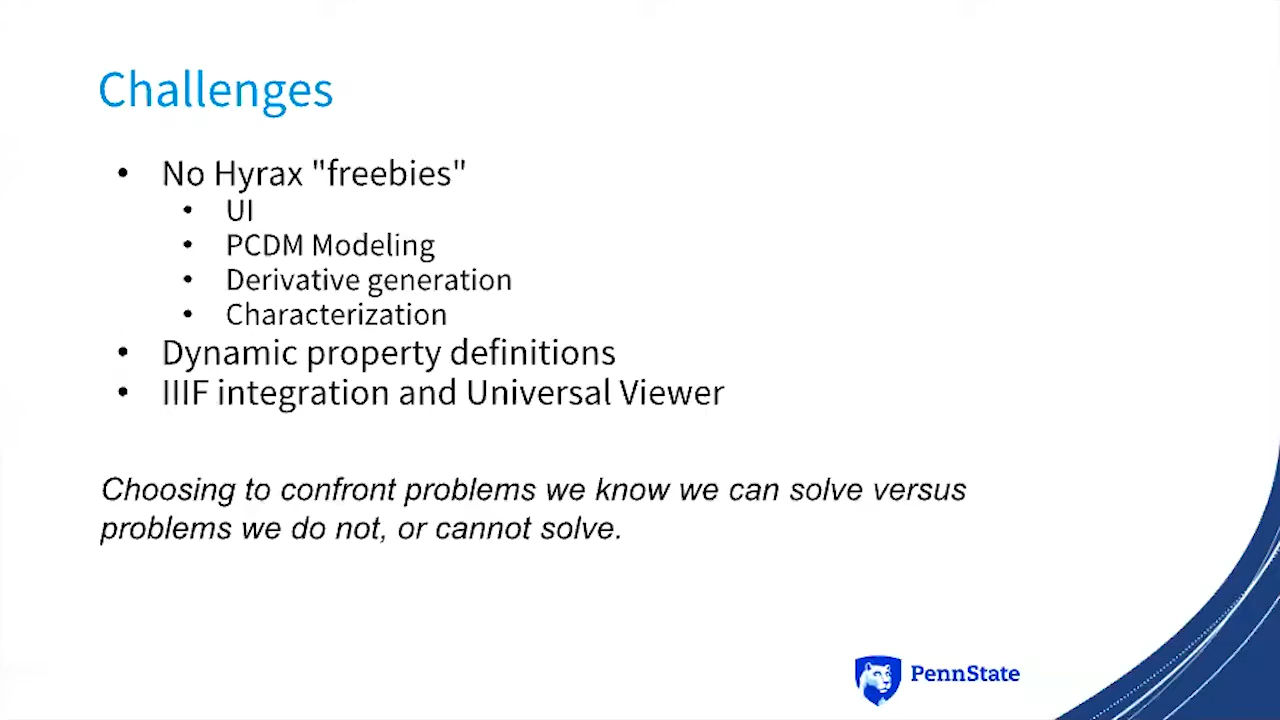 Challenges
• No Hyrax "freebies"
• UI
• PCDM Modeling
• Derivative generation
• Characterization
• Dynamic property definitions
• IIIF integration and Universal Viewer
Choosing to confront problems we know we can solve versus
problems we do not, or cannot solve.
PennState